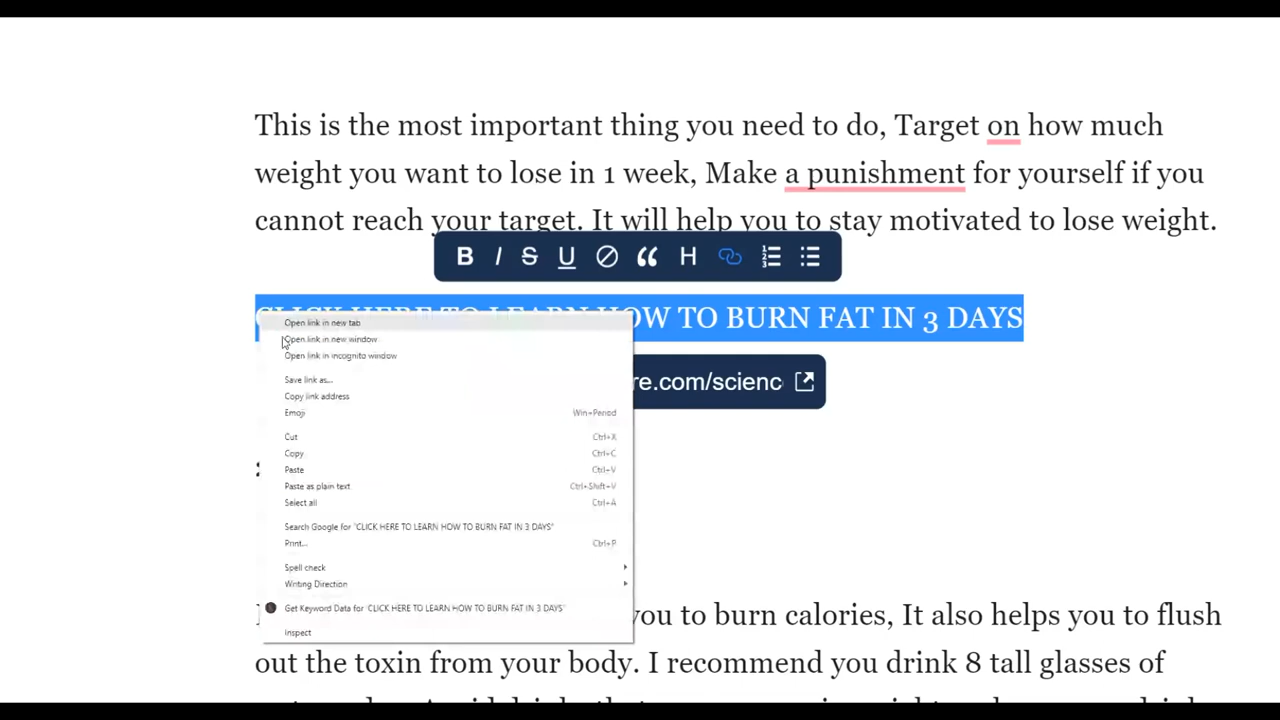 This is the most important thing you need to do, Target on how much
weight you want to lose in 1 week, Make a punishment for yourself if you
cannot reach your target. It will help you to stay motivated to lose weight.
B I S U H
CLICK HERE TO LEARN HOW TO BURN FAT IN 3 DAYS
Open link in new tab
Open link in new window
Open link in incognito window
re.com/scienc
Save link as...
Copy link address
Emoji Win+Period
Cut Ctrl+X
Copy Ctrl+C
Paste Ctrl+V
Paste as plain text Ctrl+Shift+V
Select all Ctrl+A
Search Google for "CLICK HERE TO LEARN HOW TO BURN FAT IN 3 DAYS"
Print... Ctrl+P
Spell check
Writing Direction
Get Keyword Data for "CLICK HERE TO LEARN HOW TO BURN FAT IN 3 DAYS"
Inspect
you to burn calories, It also helps you to flush
out the toxin from your body. I recommend you drink 8 tall glasses of